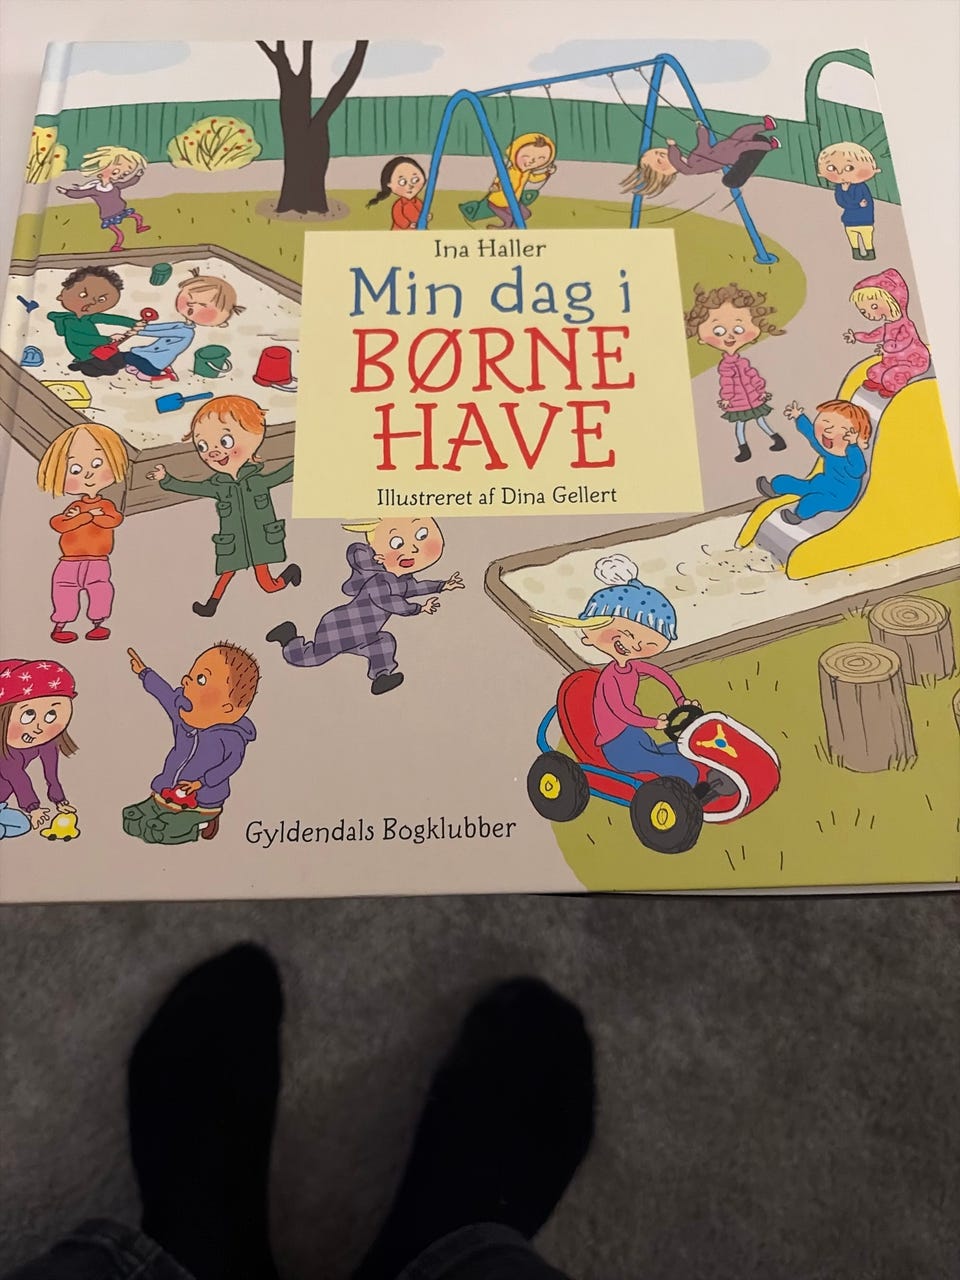 Ina Haller
Min dag i
BØRNE
HAVE
Illustreret af Dina Gellert
Gyldendals Bogklubber